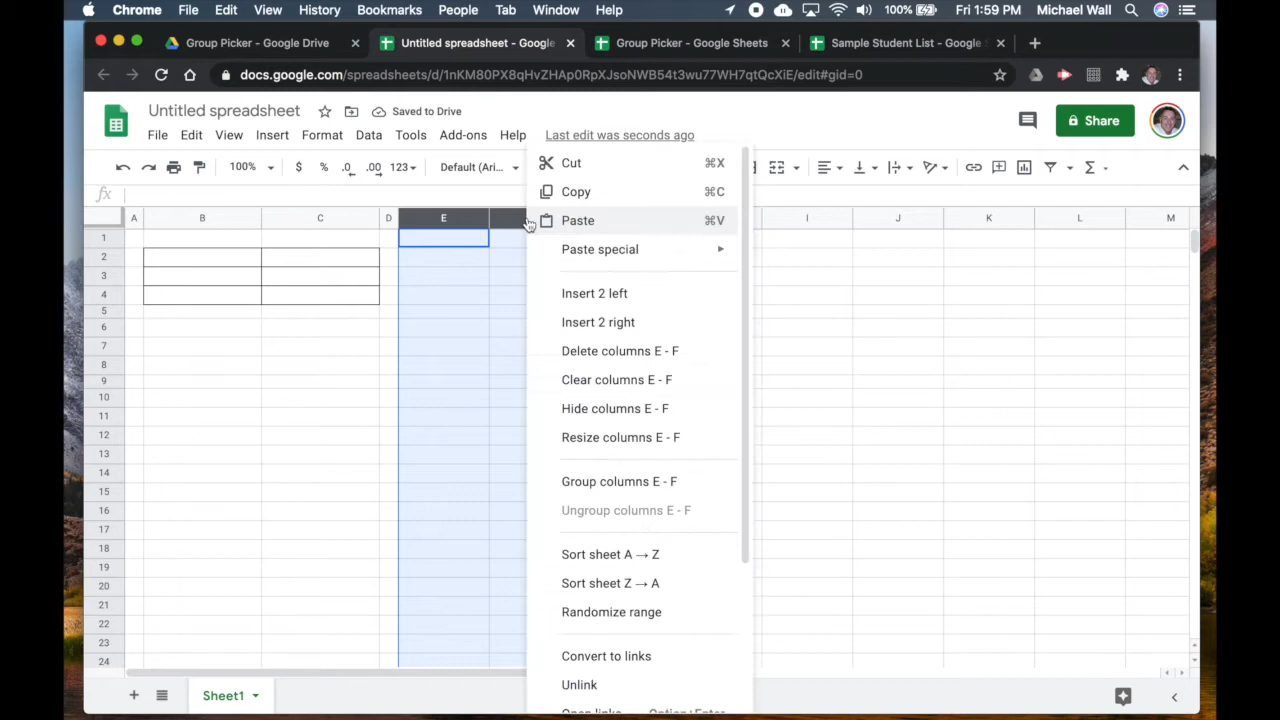 Chrome File Edit View History Bookmarks People Tab Window Help 100% Fri 1:59 PM Michael Wall
Group Picker - Google Drive Untitled spreadsheet - Google Group Picker - Google Sheets Sample Student List - Google S
docs.google.com/spreadsheets/d/1nKM80PX8qHvZHAp0RpXJsoNWB54t3wu77WH7qtQcXiE/edit#gid=0
Untitled spreadsheet Saved to Drive
Share
File Edit View Insert Format Data Tools Add-ons Help Last edit was seconds ago
100% $ % .0 .00 123 Default (Ari... Σ
fx
A B C D E I J K L M
1
2
3
4
5
6
7
8
9
10
11
12
13
14
15
16
17
18
19
20
21
22
23
24
Cut ⌘X
Copy ⌘C
Paste ⌘V
Paste special
Insert 2 left
Insert 2 right
Delete columns E - F
Clear columns E - F
Hide columns E - F
Resize columns E - F
Group columns E - F
Ungroup columns E - F
Sort sheet A → Z
Sort sheet Z → A
Randomize range
Convert to links
Unlink
Open links Option+Enter
Sheet1